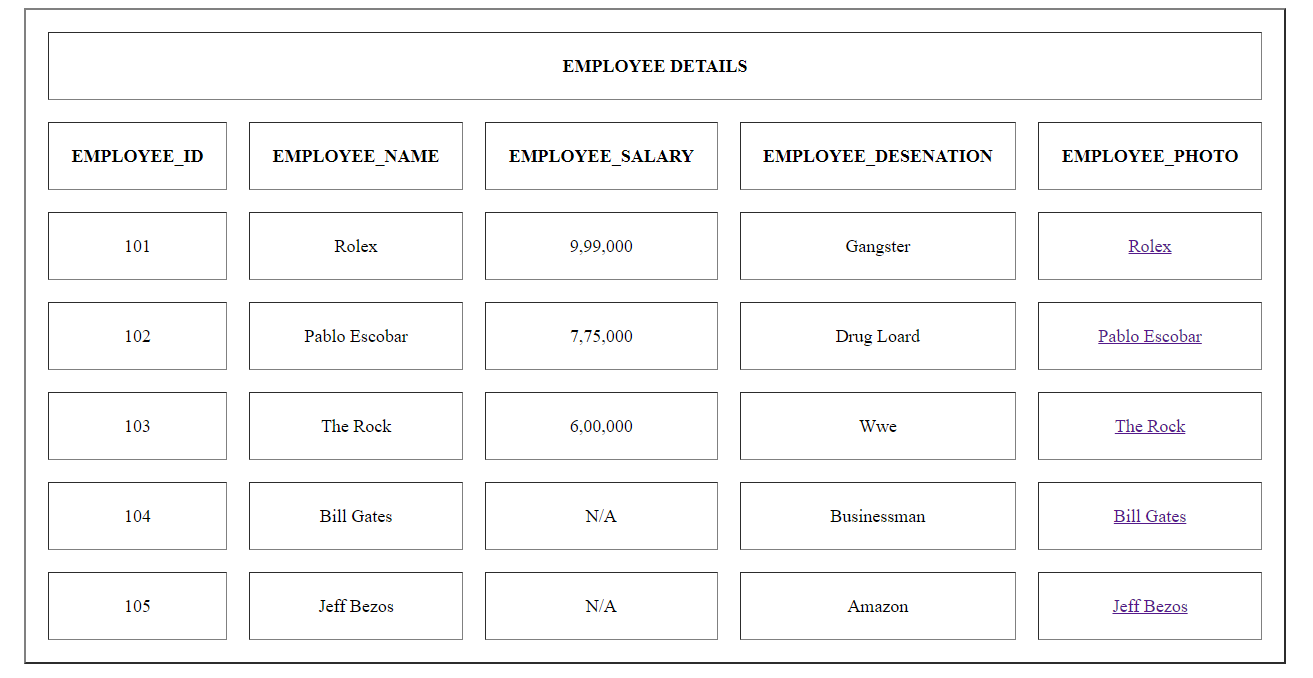 EMPLOYEE DETAILS
EMPLOYEE_ID EMPLOYEE_NAME EMPLOYEE_SALARY EMPLOYEE_DESENATION EMPLOYEE_PHOTO
101 Rolex 9,99,000 Gangster Rolex
102 Pablo Escobar 7,75,000 Drug Loard Pablo Escobar
103 The Rock 6,00,000 Wwe The Rock
104 Bill Gates N/A Businessman Bill Gates
105 Jeff Bezos N/A Amazon Jeff Bezos